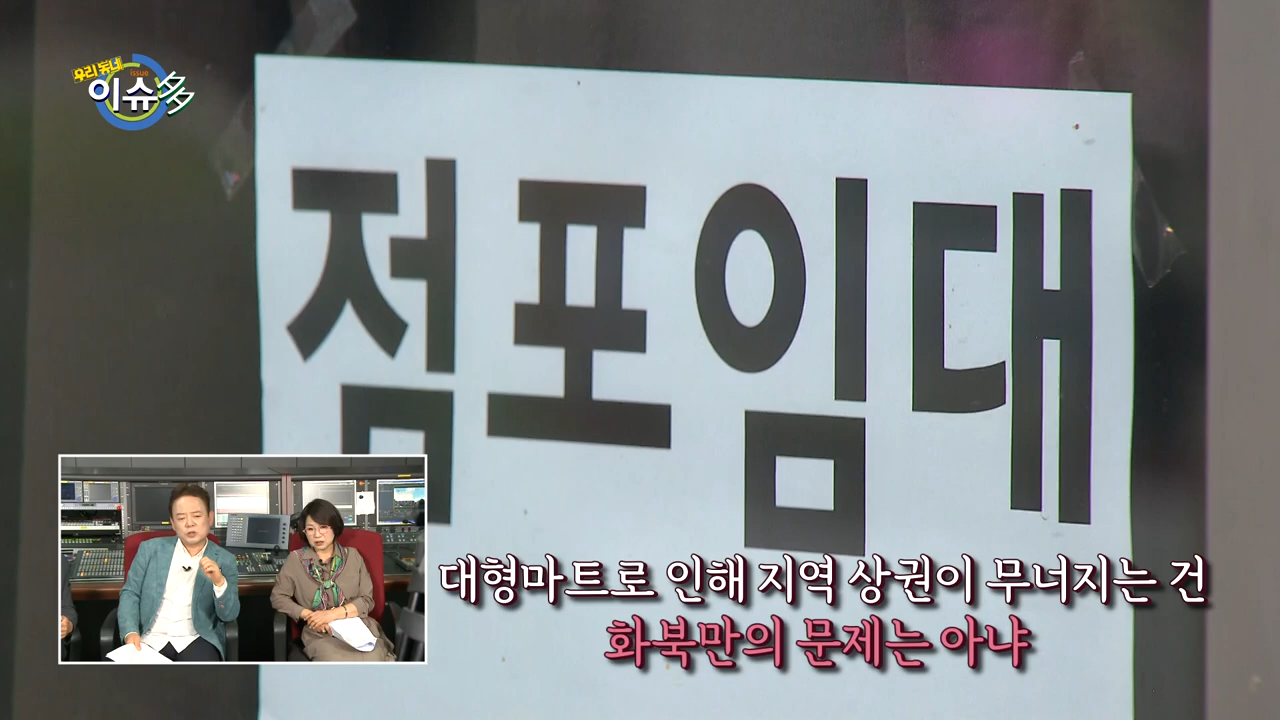 우리동네
issue
이슈多
점포임대
대형마트로 인해 지역 상권이 무너지는 건
화북만의 문제는 아냐